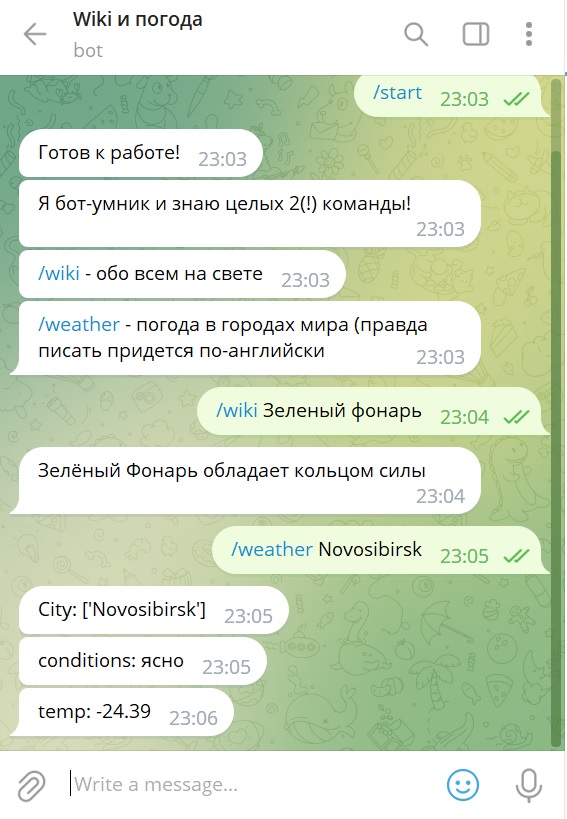 Wiki и погода
bot
/start 23:03
Готов к работе! 23:03
Я бот-умник и знаю целых 2(!) команды!
23:03
/wiki - обо всем на свете 23:03
/weather - погода в городах мира (правда
писать придется по-английски 23:03
/wiki Зеленый фонарь 23:04
Зелёный Фонарь обладает кольцом силы
23:04
/weather Novosibirsk 23:05
City: ['Novosibirsk'] 23:05
conditions: ясно 23:05
temp: -24.39 23:06
Write a message...